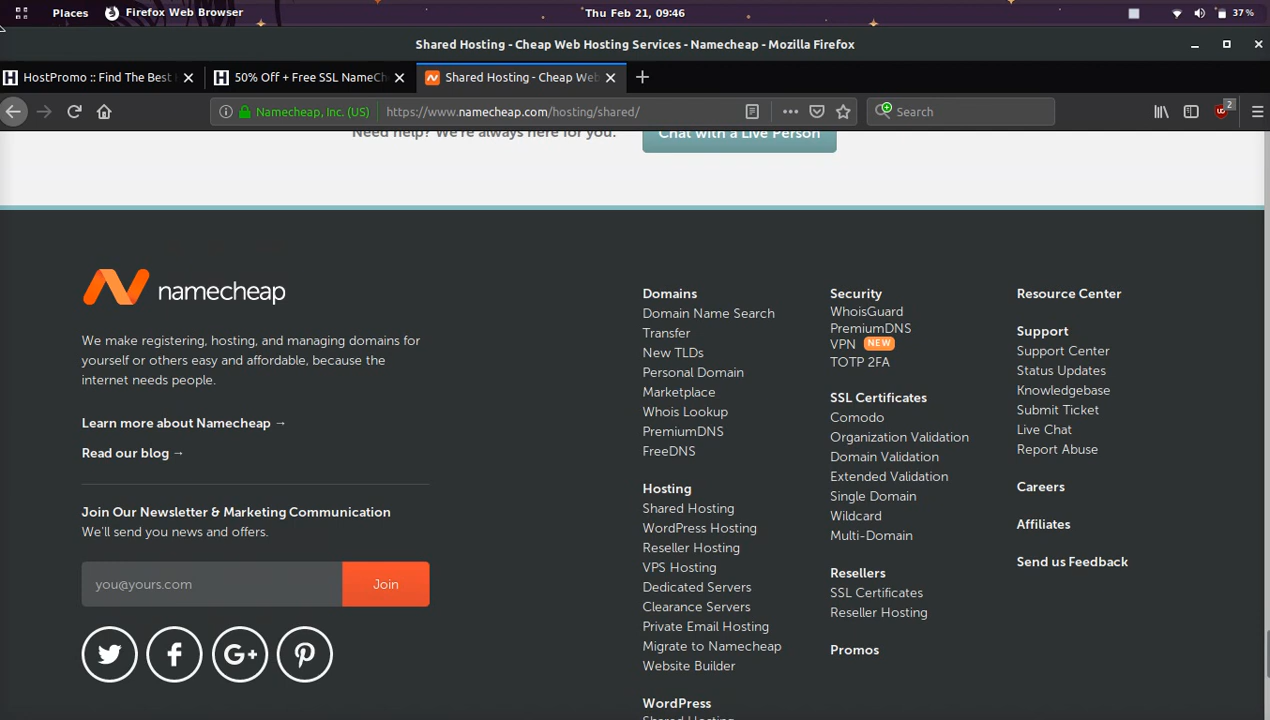 Places Firefox Web Browser Thu Feb 21, 09:46 37%
Shared Hosting - Cheap Web Hosting Services - Namecheap - Mozilla Firefox
HostPromo :: Find The Best 50% Off + Free SSL NameCh Shared Hosting - Cheap Web
Namecheap, Inc. (US) https://www.namecheap.com/hosting/shared/ Search 2
Need help? We're always here for you. Chat with a Live Person
namecheap
We make registering, hosting, and managing domains for
yourself or others easy and affordable, because the
internet needs people.
Learn more about Namecheap →
Read our blog →
Join Our Newsletter & Marketing Communication
We'll send you news and offers.
you@yours.com Join
Domains
Domain Name Search
Transfer
New TLDs
Personal Domain
Marketplace
Whois Lookup
PremiumDNS
FreeDNS
Hosting
Shared Hosting
WordPress Hosting
Reseller Hosting
VPS Hosting
Dedicated Servers
Clearance Servers
Private Email Hosting
Migrate to Namecheap
Website Builder
WordPress
Shared Hosting
Security
WhoisGuard
PremiumDNS
VPN NEW
TOTP 2FA
SSL Certificates
Comodo
Organization Validation
Domain Validation
Extended Validation
Single Domain
Wildcard
Multi-Domain
Resellers
SSL Certificates
Reseller Hosting
Promos
Resource Center
Support
Support Center
Status Updates
Knowledgebase
Submit Ticket
Live Chat
Report Abuse
Careers
Affiliates
Send us Feedback